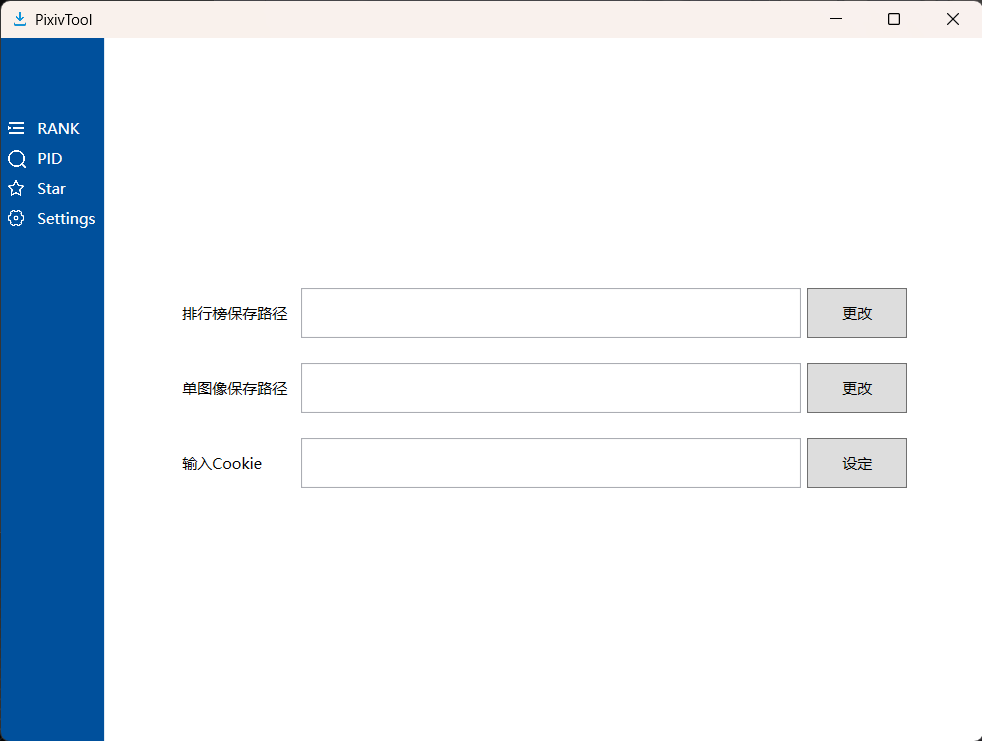 PixivTool
RANK
PID
Star
Settings
排行榜保存路径
更改
单图像保存路径
更改
输入Cookie
设定